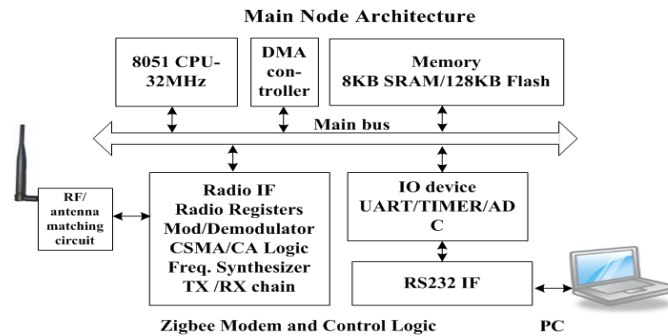 Main Node Architecture
8051 CPU-
32MHz
DMA
con-
troller
Memory
8KB SRAM/128KB Flash
Main bus
RF/
antenna
matching
circuit
Radio IF
Radio Registers
Mod/Demodulator
CSMA/CA Logic
Freq. Synthesizer
TX /RX chain
IO device
UART/TIMER/AD
C
RS232 IF
Zigbee Modem and Control Logic
PC